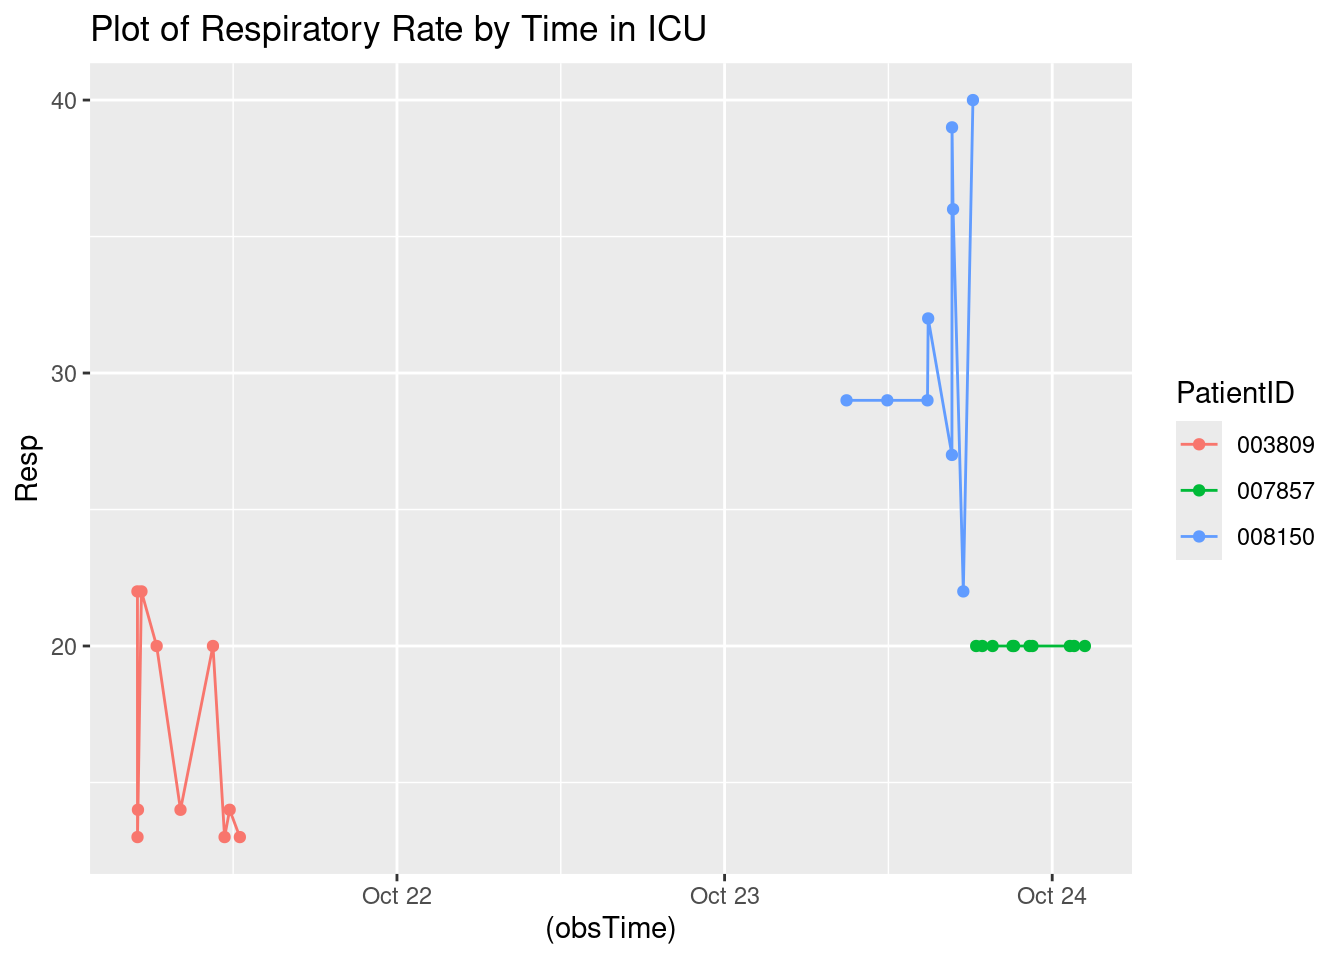 Plot of Respiratory Rate by Time in ICU
40
30
20
Resp
Oct 22
Oct 23
Oct 24
(obsTime)
PatientID
003809
007857
008150